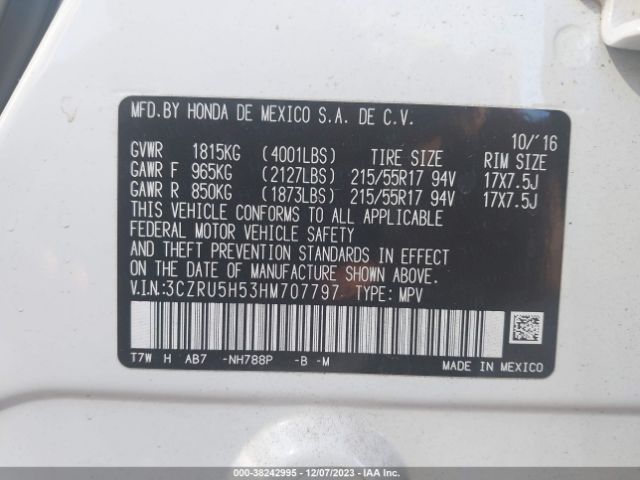 MFD.BY HONDA DE MEXICO S.A. DE C.V.
10/'16
GVWR 1815KG (4001LBS) TIRE SIZE RIM SIZE
GAWR F 965KG (2127LBS) 215/55R17 94V 17X7.5J
GAWR R 850KG (1873LBS) 215/55R17 94V 17X7.5J
THIS VEHICLE CONFORMS TO ALL APPLICABLE
FEDERAL MOTOR VEHICLE SAFETY
AND THEFT PREVENTION STANDARDS IN EFFECT
ON THE DATE OF MANUFACTURE SHOWN ABOVE.
V.I.N.:3CZRU5H53HM707797 TYPE: MPV
T7W H AB7 -NH788P -B -M
MADE IN MEXICO
000-38242995 - 12/07/2023 - IAA Inc.